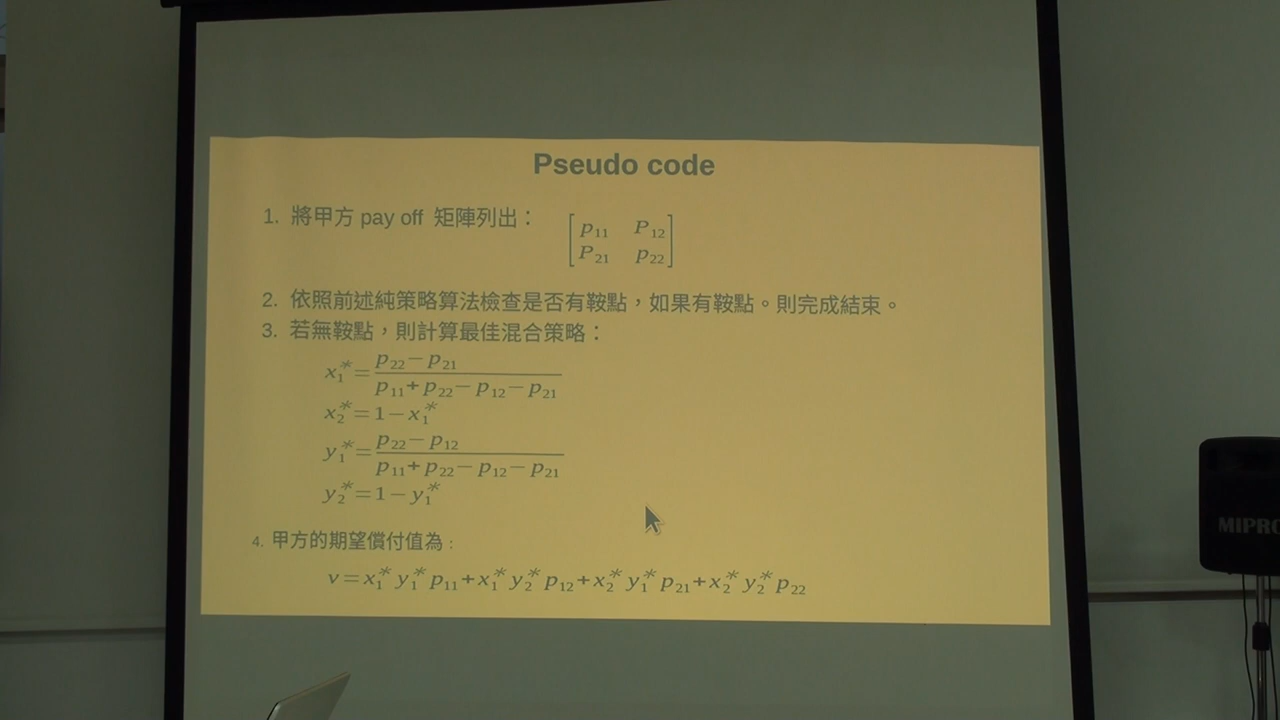 Pseudo code
1. 將甲方 pay off 矩陣列出：
[p₁₁ P₁₂
P₂₁ p₂₂]
2. 依照前述純策略算法檢查是否有鞍點，如果有鞍點。則完成結束。
3. 若無鞍點，則計算最佳混合策略：
x₁* = (p₂₂ − p₂₁) / (p₁₁ + p₂₂ − p₁₂ − p₂₁)
x₂* = 1 − x₁*
y₁* = (p₂₂ − p₁₂) / (p₁₁ + p₂₂ − p₁₂ − p₂₁)
y₂* = 1 − y₁*
4. 甲方的期望償付值為：
v = x₁* y₁* p₁₁ + x₁* y₂* p₁₂ + x₂* y₁* p₂₁ + x₂* y₂* p₂₂
MIPRO